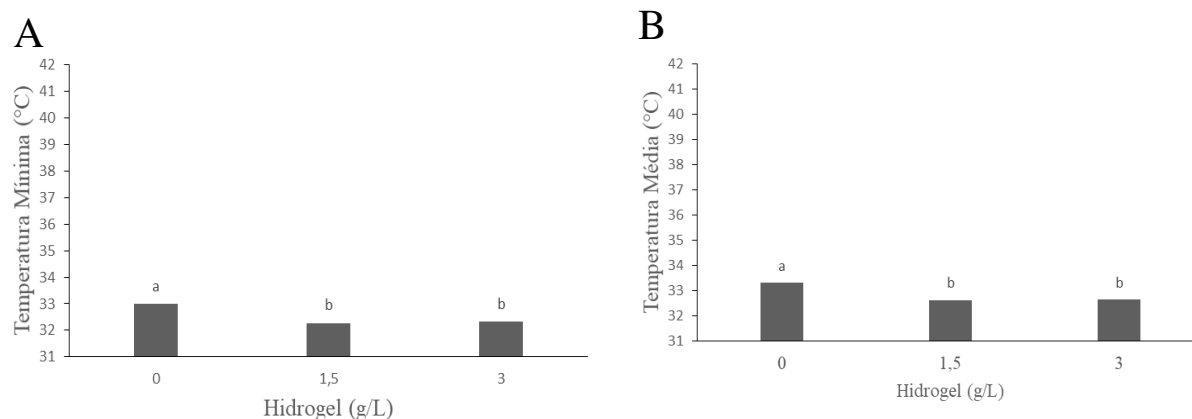 A
Temperatura Mínima (°C)
42
41
40
39
38
37
36
35
34
33
32
31
a
b
b
0
1,5
3
Hidrogel (g/L)
B
Temperatura Média (°C)
42
41
40
39
38
37
36
35
34
33
32
31
a
b
b
0
1,5
3
Hidrogel (g/L)